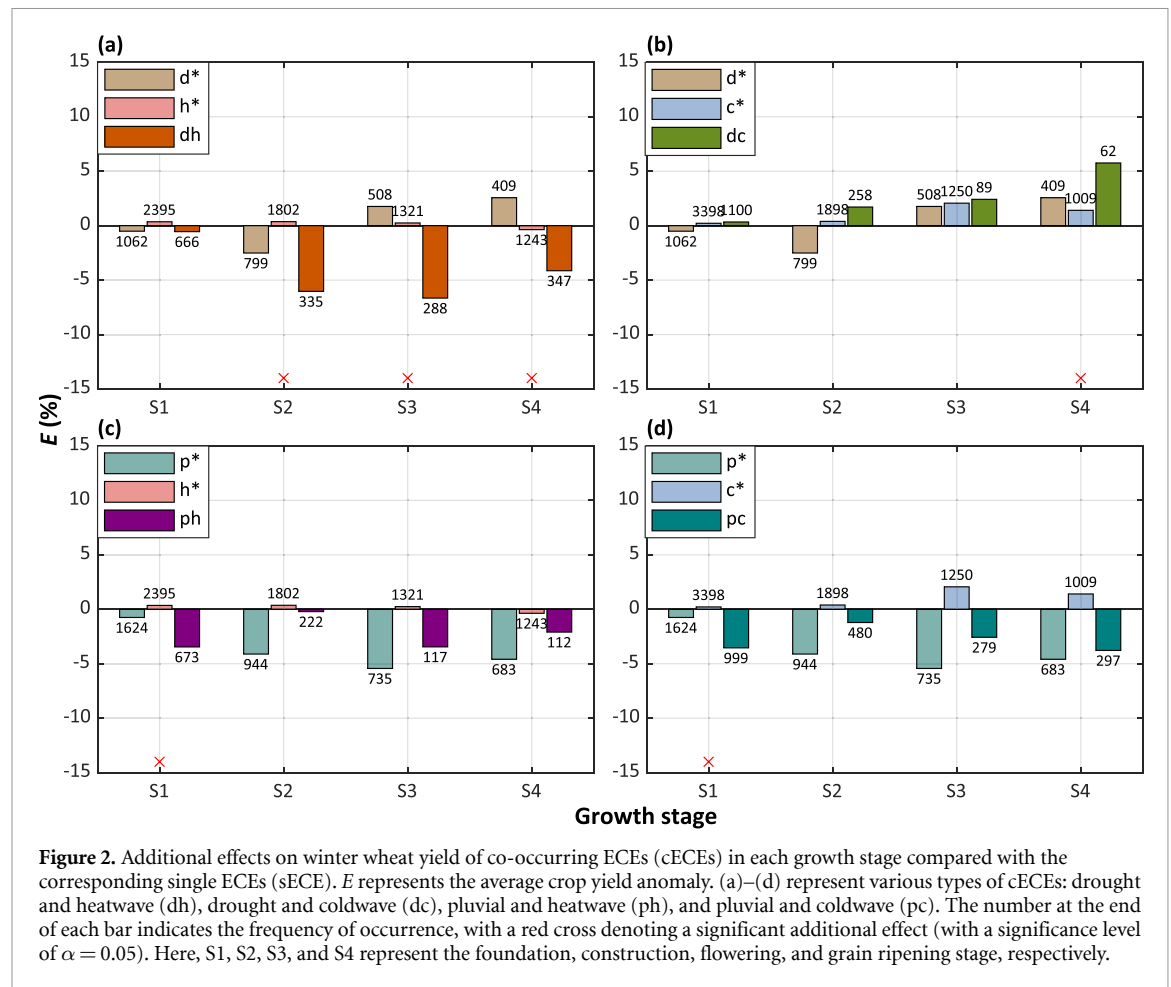 (a)
15
10
5
0
-5
-10
-15
d*
h*
dh
1062
2395
666
799
1802
335
508
1321
288
409
1243
347
S1
S2
S3
S4
(b)
15
10
5
0
-5
-10
-15
d*
c*
dc
1062
3398
1100
799
1898
258
508
1250
89
409
1009
62
S1
S2
S3
S4
E (%)
(c)
15
10
5
0
-5
-10
-15
p*
h*
ph
1624
2395
673
944
1802
222
735
1321
117
683
1243
112
S1
S2
S3
S4
(d)
15
10
5
0
-5
-10
-15
p*
c*
pc
1624
3398
999
944
1898
480
735
1250
279
683
1009
297
S1
S2
S3
S4
Growth stage
Figure 2. Additional effects on winter wheat yield of co-occurring ECEs (cECEs) in each growth stage compared with the
corresponding single ECEs (sECE). E represents the average crop yield anomaly. (a)–(d) represent various types of cECEs: drought
and heatwave (dh), drought and coldwave (dc), pluvial and heatwave (ph), and pluvial and coldwave (pc). The number at the end
of each bar indicates the frequency of occurrence, with a red cross denoting a significant additional effect (with a significance level
of α = 0.05). Here, S1, S2, S3, and S4 represent the foundation, construction, flowering, and grain ripening stage, respectively.